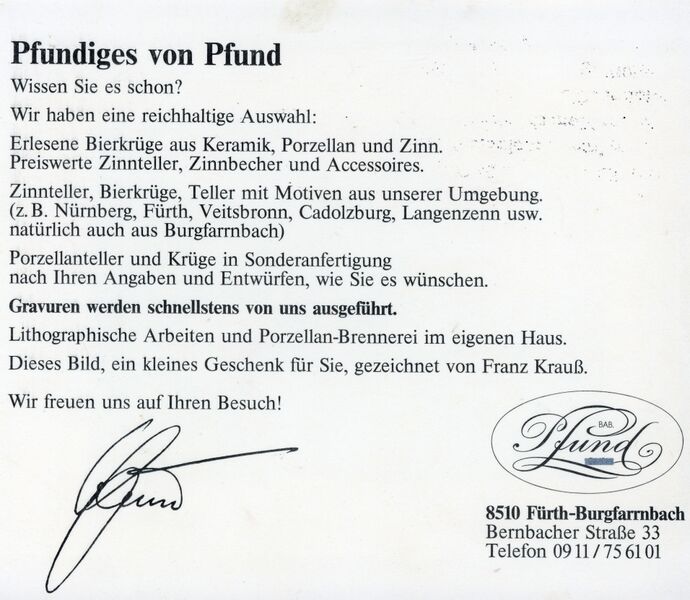 Pfundiges von Pfund
Wissen Sie es schon?
Wir haben eine reichhaltige Auswahl:
Erlesene Bierkrüge aus Keramik, Porzellan und Zinn.
Preiswerte Zinnteller, Zinnbecher und Accessoires.
Zinnteller, Bierkrüge, Teller mit Motiven aus unserer Umgebung.
(z.B. Nürnberg, Fürth, Veitsbronn, Cadolzburg, Langenzenn usw.
natürlich auch aus Burgfarrnbach)
Porzellanteller und Krüge in Sonderanfertigung
nach Ihren Angaben und Entwürfen, wie Sie es wünschen.
Gravuren werden schnellstens von uns ausgeführt.
Lithographische Arbeiten und Porzellan-Brennerei im eigenen Haus.
Dieses Bild, ein kleines Geschenk für Sie, gezeichnet von Franz Krauß.
Wir freuen uns auf Ihren Besuch!
BAB.
Pfund
8510 Fürth-Burgfarrnbach
Bernbacher Straße 33
Telefon 09 11 / 75 61 01